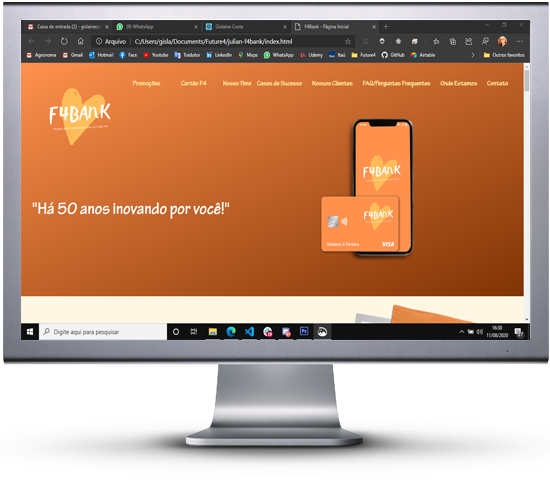 Caixa de entrada (2) - gislaines
(9) WhatsApp
Gislaine Costa
F4Bank - Página Inicial
Arquivo
C:/Users/gisla/Documents/Future4/julian-f4bank/index.html
Agronoma
Gmail
Hotmail
Face
Youtube
Tradutor
linkedin
Maps
WhatsApp
Udemy
Itaú
Future4
GitHub
Airtable
Outros favoritos
Promoções
Cartão F4
Nosso Time
Cases de Sucesso
Nossos Clientes
FAQ/Perguntas Frequentes
Onde Estamos
Contato
F4BANK
"Há 50 anos inovando por você!"
F4BANK
F4BANK
Gislaine G Pereira
VISA
Digite aqui para pesquisar
16:30
11/08/2020